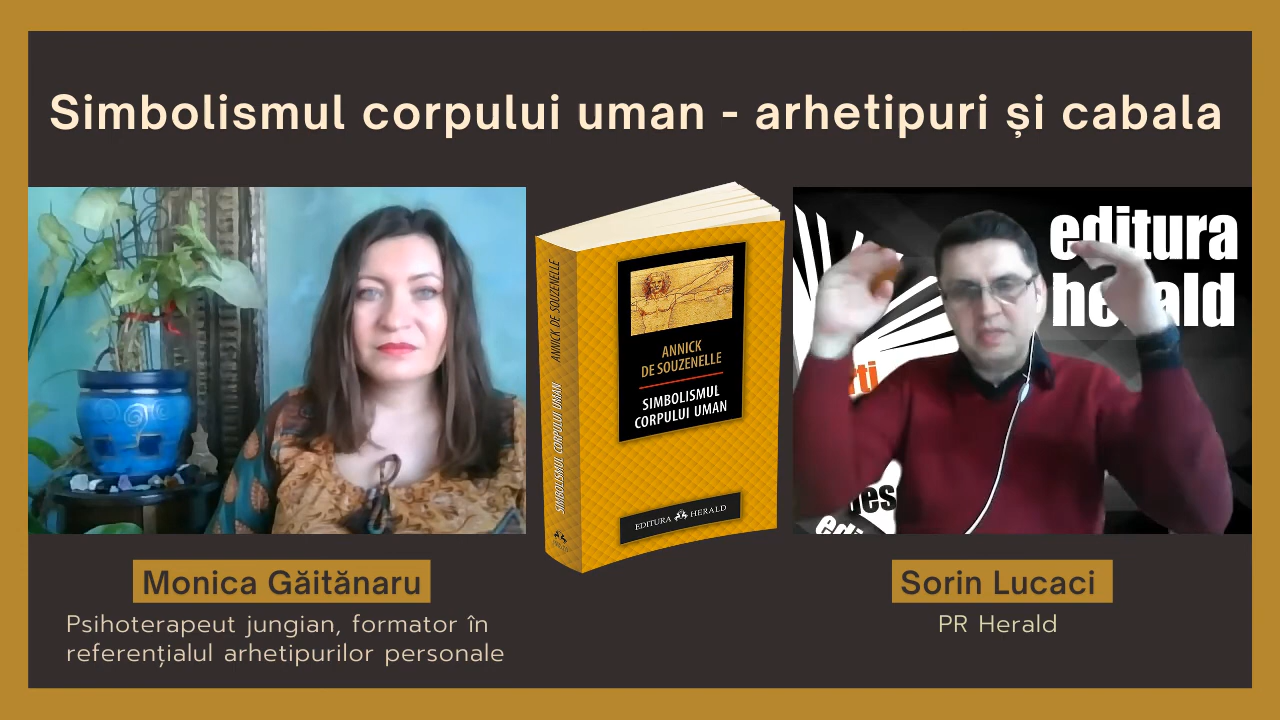 Simbolismul corpului uman - arhetipuri și cabala
ANNICK DE SOUZENELLE
SIMBOLISMUL CORPULUI UMAN
ANNICK
DE SOUZENELLE
SIMBOLISMUL
CORPULUI UMAN
EDITURA HERALD
editura
herald
Monica Găitănaru
Psihoterapeut jungian, formator în
referențialul arhetipurilor personale
Sorin Lucaci
PR Herald